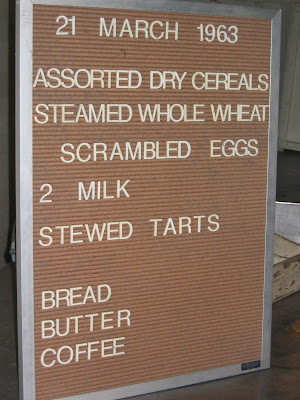 21 MARCH 1963
ASSORTED DRY CEREALS
STEAMED WHOLE WHEAT
SCRAMBLED EGGS
2 MILK
STEWED TARTS
BREAD
BUTTER
COFFEE